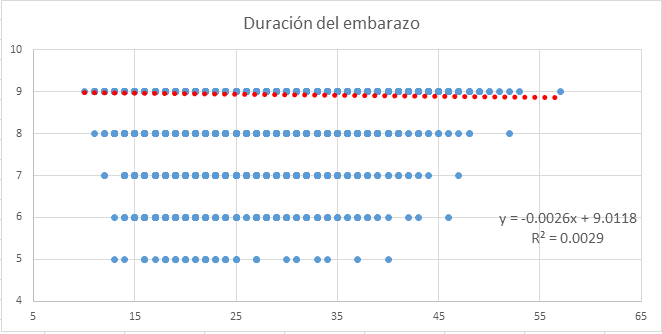 Duración del embarazo
10
9
8
7
6
5
4
y = -0.0026x + 9.0118
R² = 0.0029
5 15 25 35 45 55 65